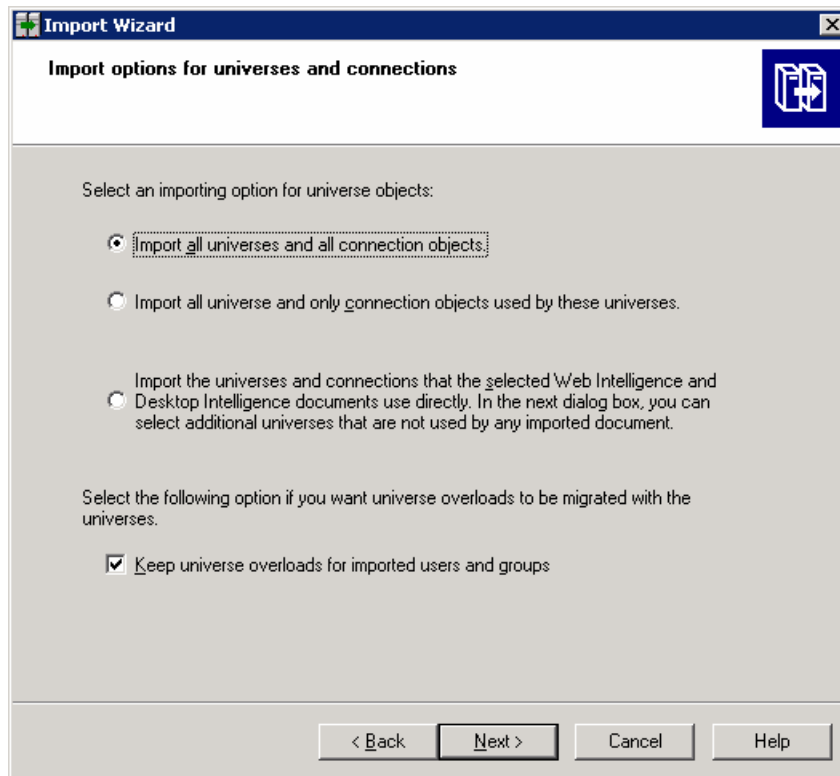 Import Wizard
Import options for universes and connections
Select an importing option for universe objects:
Import all universes and all connection objects.
Import all universe and only connection objects used by these universes.
Import the universes and connections that the selected Web Intelligence and
Desktop Intelligence documents use directly. In the next dialog box, you can
select additional universes that are not used by any imported document.
Select the following option if you want universe overloads to be migrated with the
universes.
Keep universe overloads for imported users and groups
< Back Next > Cancel Help